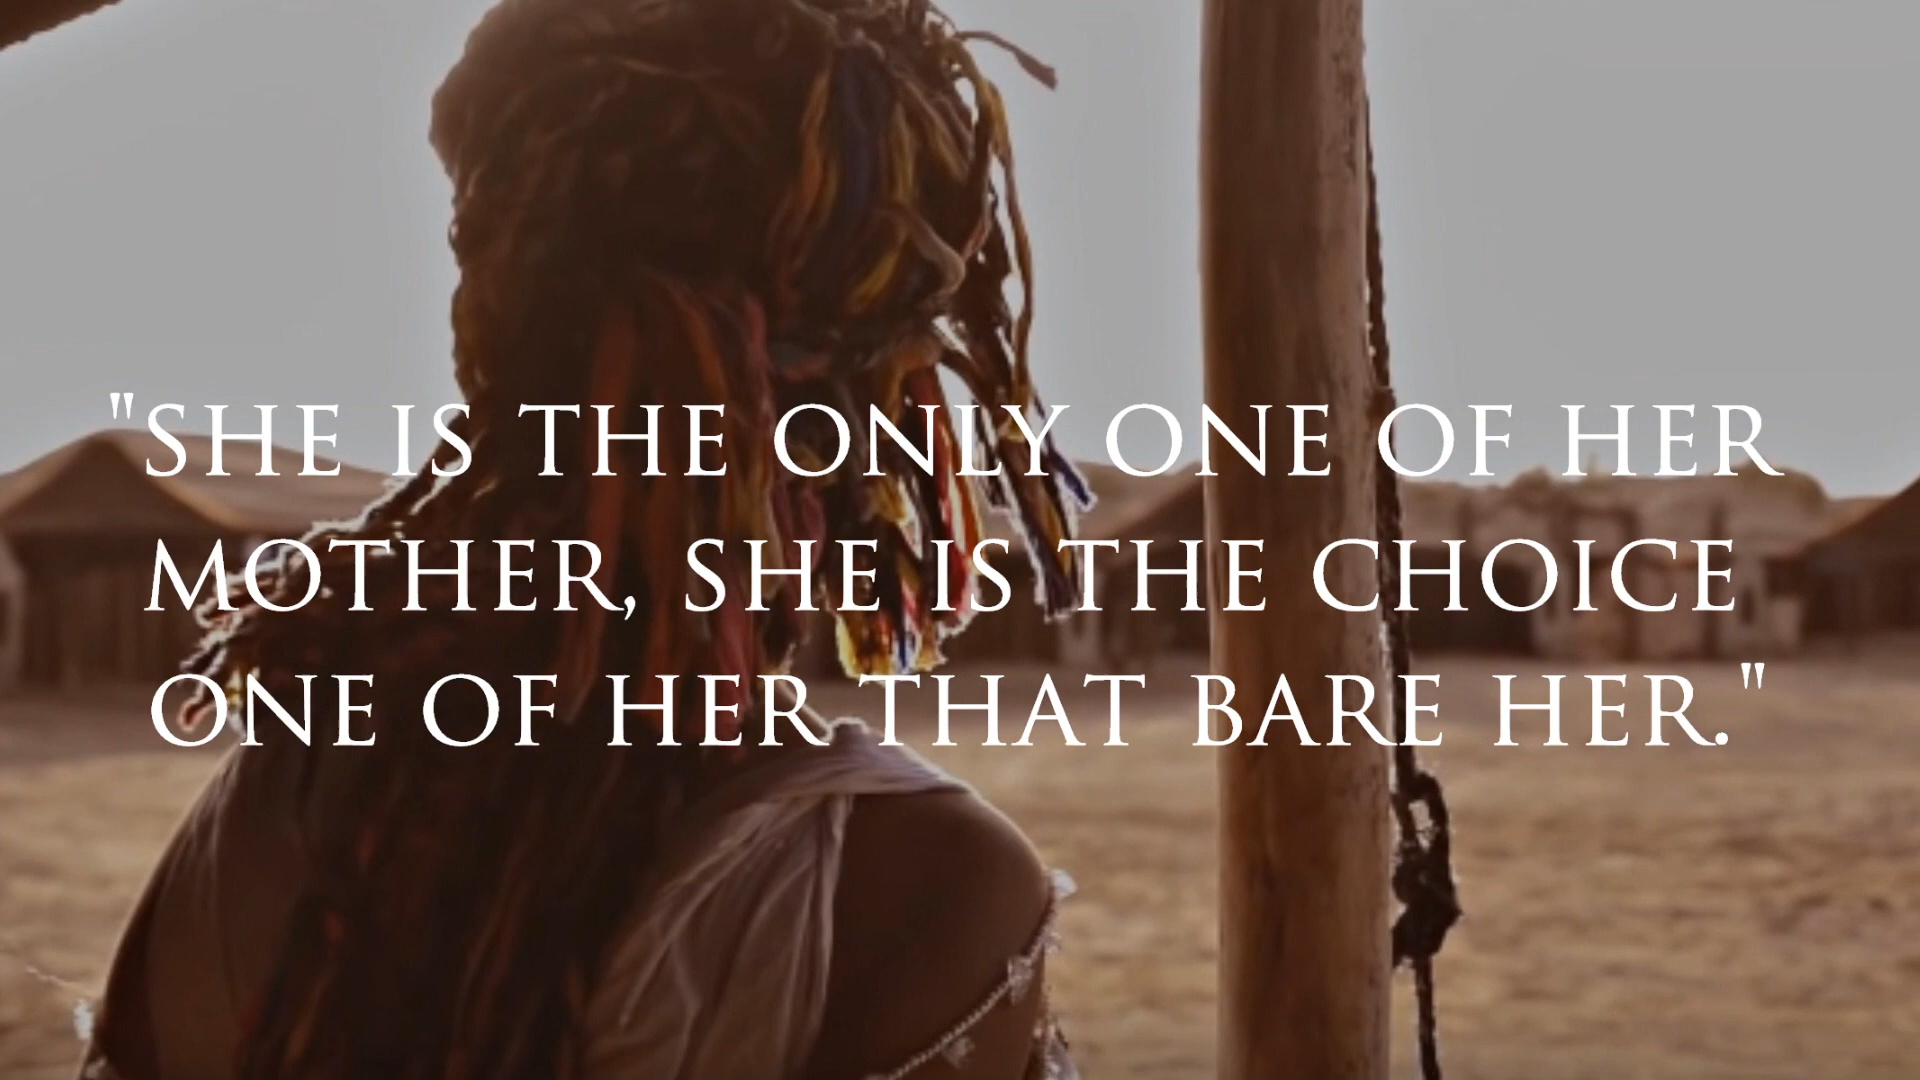 "SHE IS THE ONLY ONE OF HER
MOTHER, SHE IS THE CHOICE
ONE OF HER THAT BARE HER."